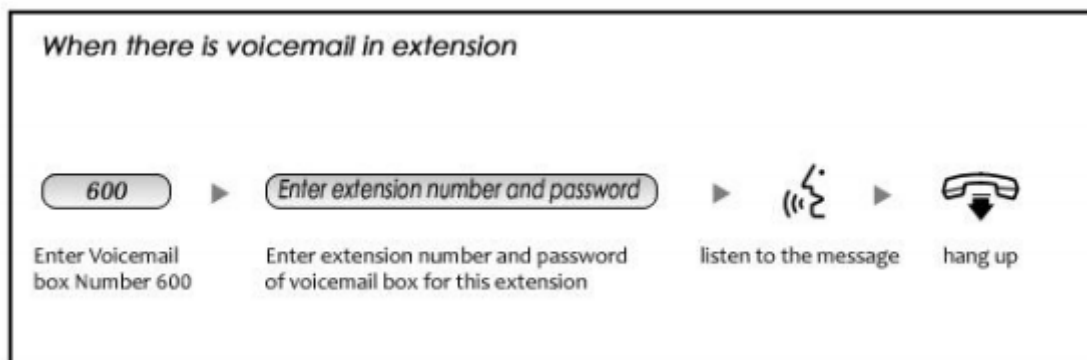 When there is voicemail in extension
600
Enter extension number and password
Enter Voicemail
box Number 600
Enter extension number and password
of voicemail box for this extension
listen to the message
hang up